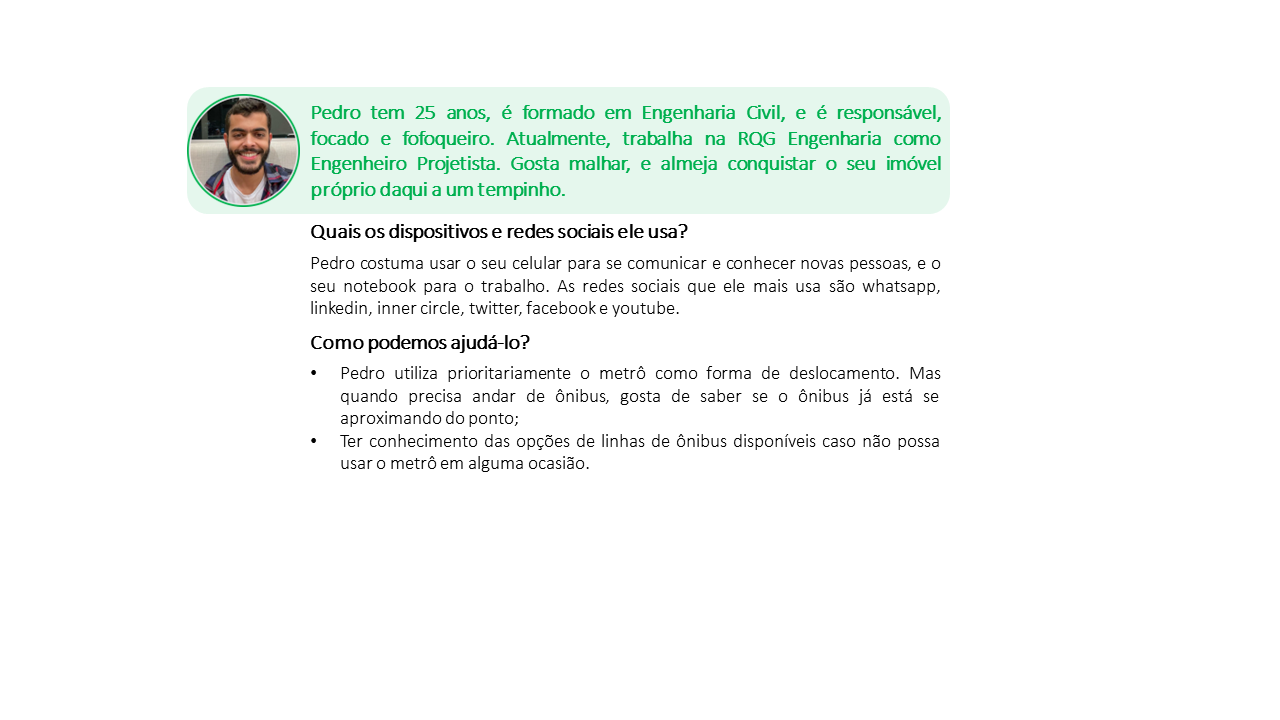 Pedro tem 25 anos, é formado em Engenharia Civil, e é responsável,
focado e fofoqueiro. Atualmente, trabalha na RQG Engenharia como
Engenheiro Projetista. Gosta malhar, e almeja conquistar o seu imóvel
próprio daqui a um tempinho.
Quais os dispositivos e redes sociais ele usa?
Pedro costuma usar o seu celular para se comunicar e conhecer novas pessoas, e o
seu notebook para o trabalho. As redes sociais que ele mais usa são whatsapp,
linkedin, inner circle, twitter, facebook e youtube.
Como podemos ajudá-lo?
• Pedro utiliza prioritariamente o metrô como forma de deslocamento. Mas
quando precisa andar de ônibus, gosta de saber se o ônibus já está se
aproximando do ponto;
• Ter conhecimento das opções de linhas de ônibus disponíveis caso não possa
usar o metrô em alguma ocasião.